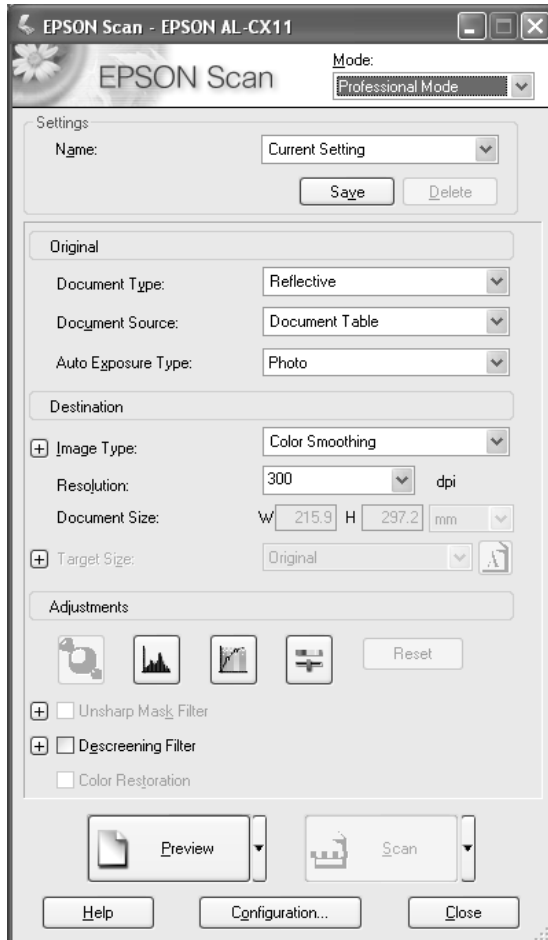 EPSON Scan - EPSON AL-CX11
EPSON Scan
Mode:
Professional Mode
Settings
Name: Current Setting
Save Delete
Original
Document Type: Reflective
Document Source: Document Table
Auto Exposure Type: Photo
Destination
Image Type: Color Smoothing
Resolution: 300 dpi
Document Size: W 215.9 H 297.2 mm
Target Size: Original A
Adjustments
Reset
Unsharp Mask Filter
Descreening Filter
Color Restoration
Preview Scan
Help Configuration... Close